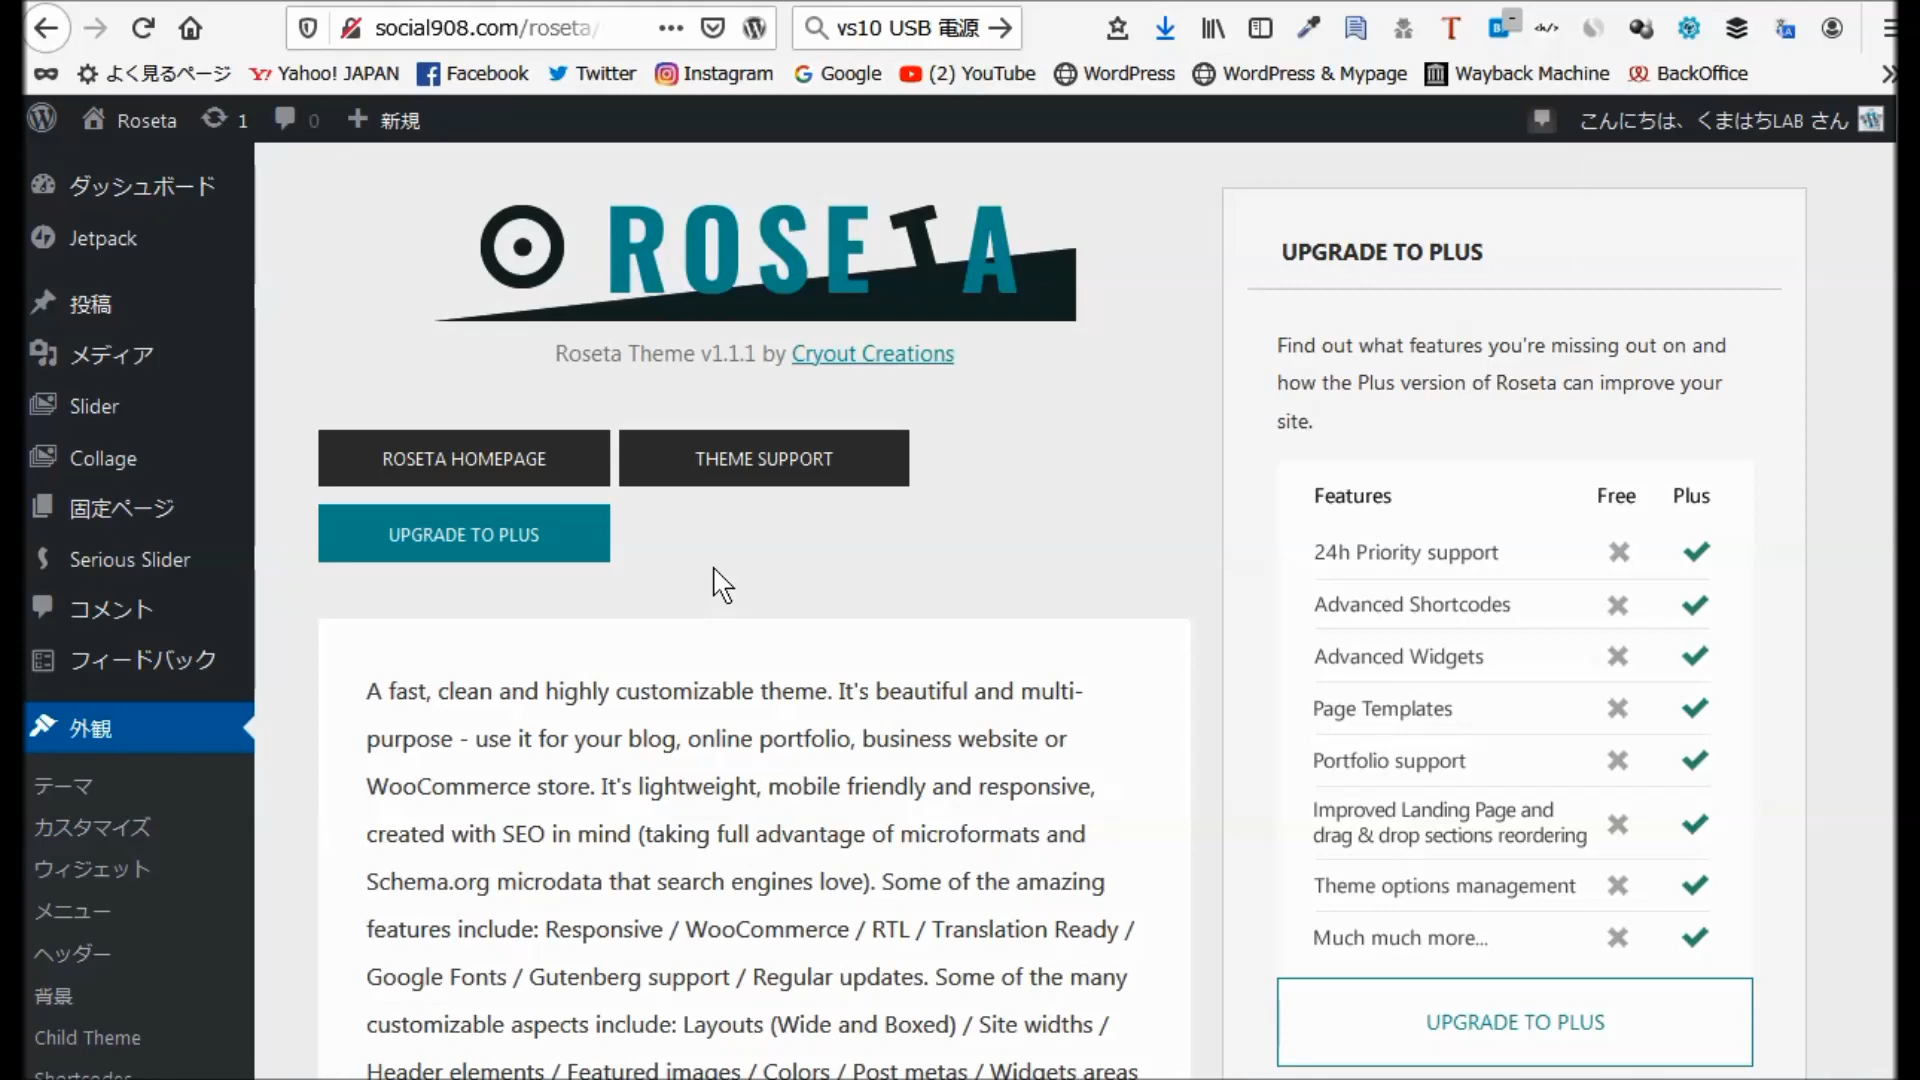 social908.com/roseta/
vs10 USB 電源
よく見るページ
Yahoo! JAPAN
Facebook
Twitter
Instagram
Google
(2) YouTube
WordPress
WordPress & Mypage
Wayback Machine
BackOffice
Roseta
1
0
新規
こんにちは、くまはちLAB さん
ダッシュボード
Jetpack
投稿
メディア
Slider
Collage
固定ページ
Serious Slider
コメント
フィードバック
外観
テーマ
カスタマイズ
ウィジェット
メニュー
ヘッダー
背景
Child Theme
Shortcodes
ROSETA
Roseta Theme v1.1.1 by Cryout Creations
ROSETA HOMEPAGE
THEME SUPPORT
UPGRADE TO PLUS
A fast, clean and highly customizable theme. It's beautiful and multi-
purpose - use it for your blog, online portfolio, business website or
WooCommerce store. It's lightweight, mobile friendly and responsive,
created with SEO in mind (taking full advantage of microformats and
Schema.org microdata that search engines love). Some of the amazing
features include: Responsive / WooCommerce / RTL / Translation Ready /
Google Fonts / Gutenberg support / Regular updates. Some of the many
customizable aspects include: Layouts (Wide and Boxed) / Site widths /
Header elements / Featured images / Colors / Post metas / Widgets areas
UPGRADE TO PLUS
Find out what features you're missing out on and
how the Plus version of Roseta can improve your
site.
Features Free Plus
24h Priority support
Advanced Shortcodes
Advanced Widgets
Page Templates
Portfolio support
Improved Landing Page and
drag & drop sections reordering
Theme options management
Much much more...
UPGRADE TO PLUS